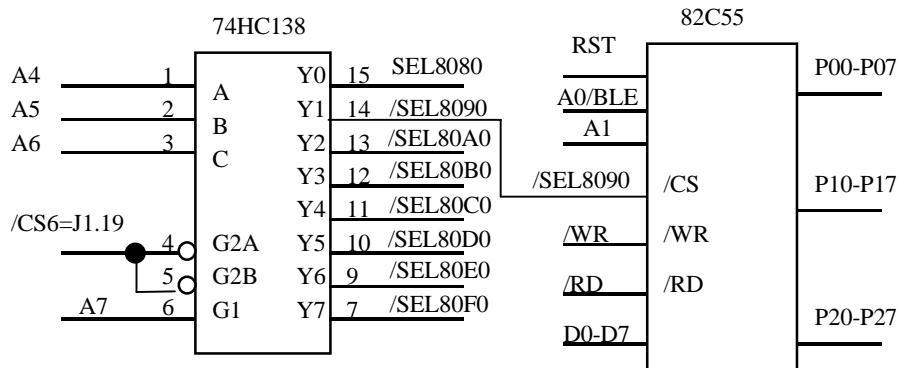 74HC138
A4 1 A Y0 15 SEL8080
A5 2 B Y1 14 /SEL8090
A6 3 C Y2 13 /SEL80A0
Y3 12 /SEL80B0
Y4 11 /SEL80C0
/CS6=J1.19 4 G2A Y5 10 /SEL80D0
5 G2B Y6 9 /SEL80E0
A7 6 G1 Y7 7 /SEL80F0
82C55
RST P00-P07
A0/BLE
A1
/SEL8090 /CS P10-P17
/WR /WR
/RD /RD
D0-D7 P20-P27